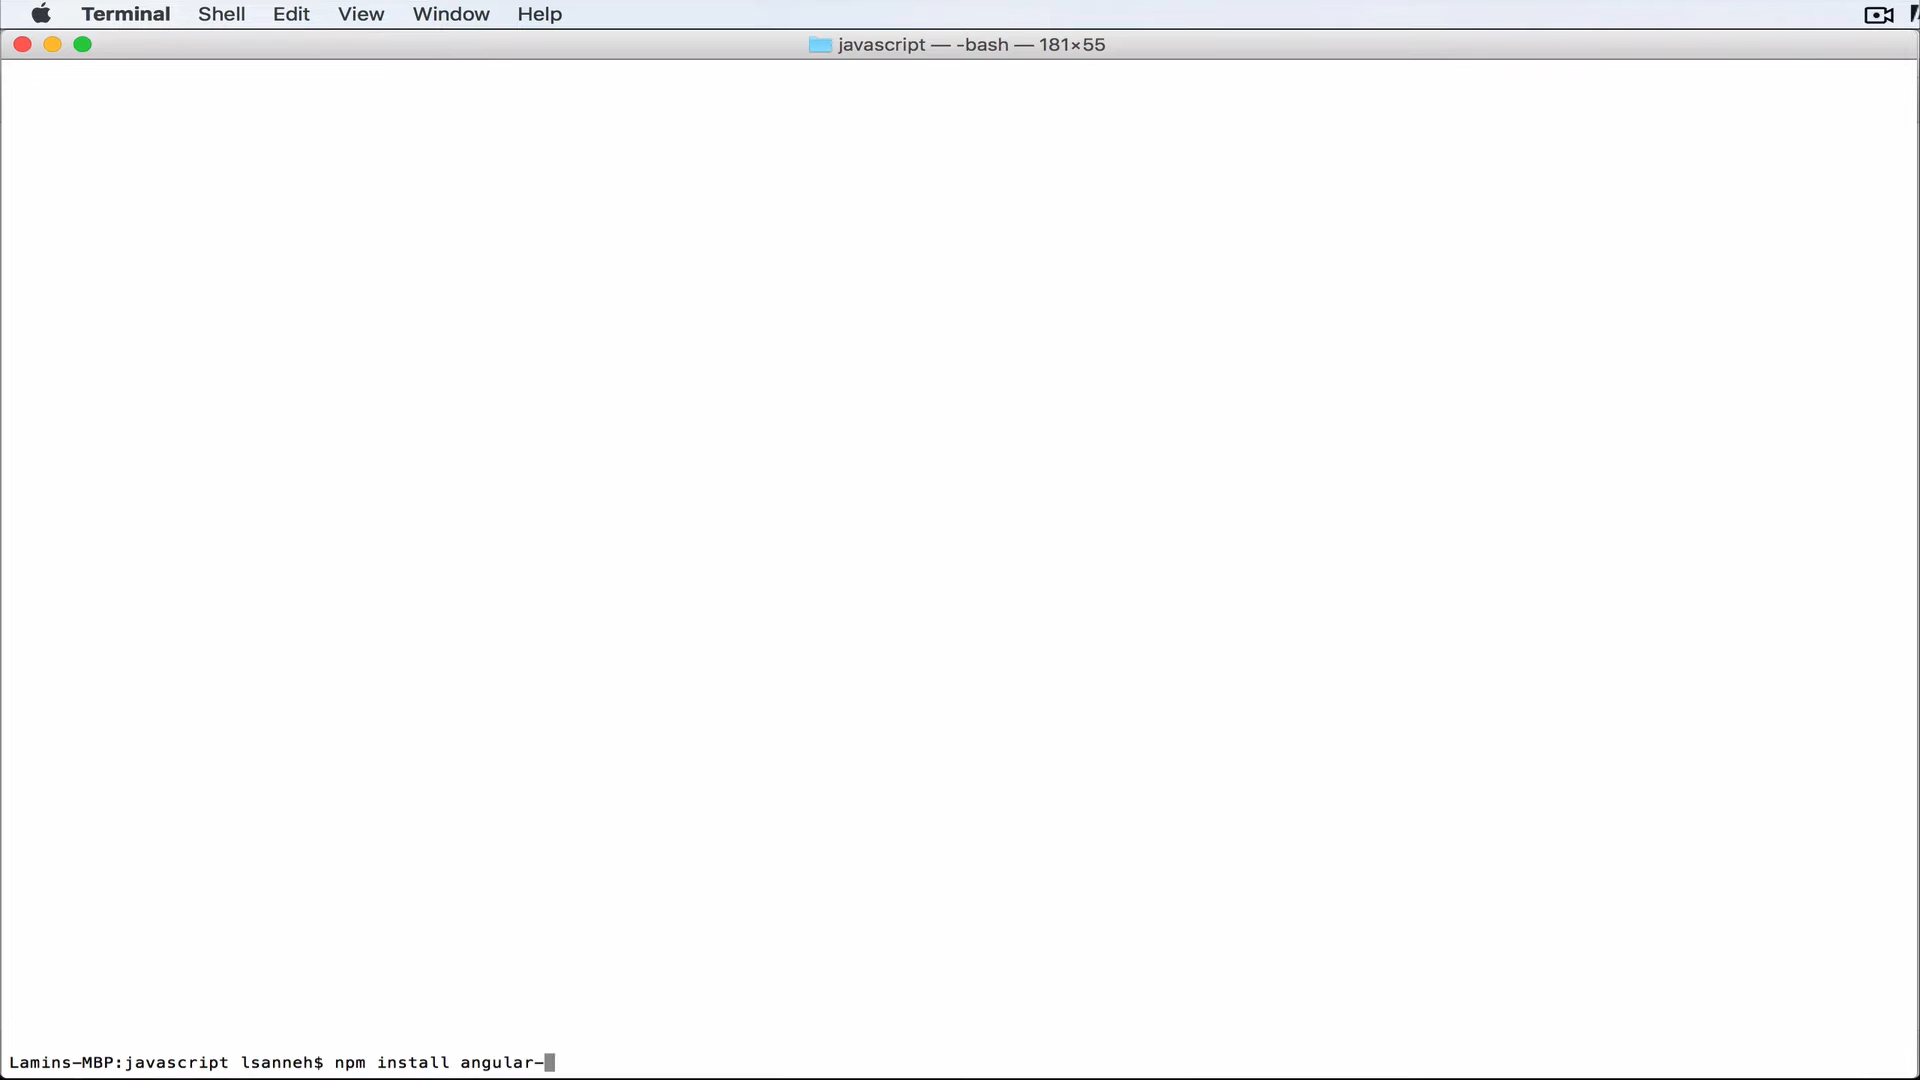 Terminal Shell Edit View Window Help
javascript — -bash — 181×55
Lamins-MBP:javascript lsanneh$ npm install angular-